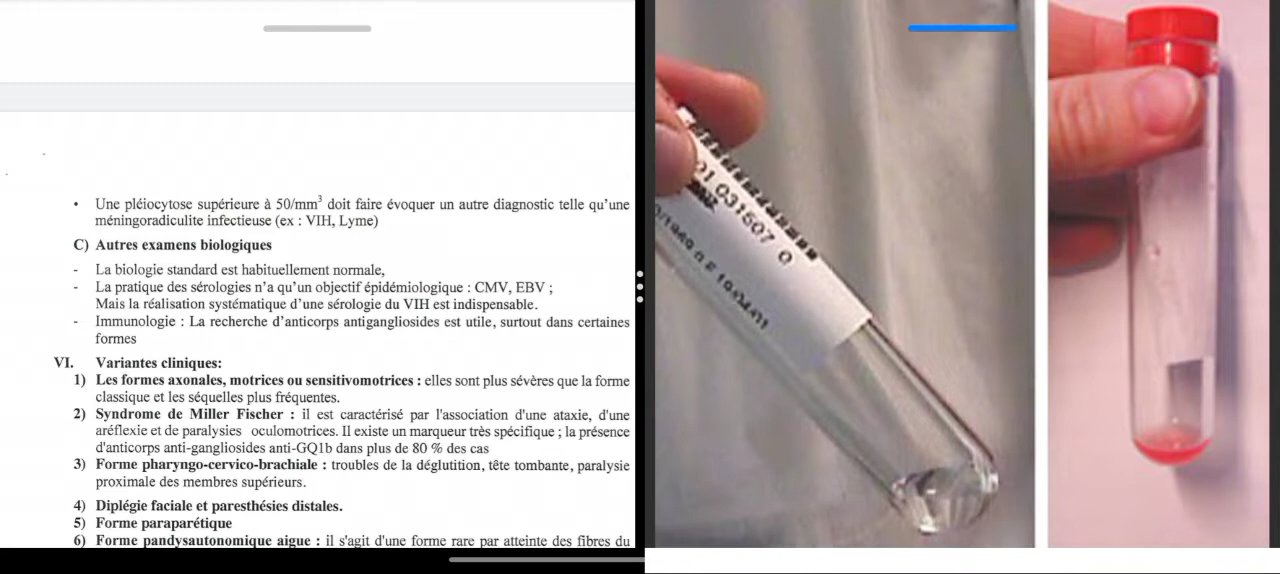 • Une pléiocytose supérieure à 50/mm³ doit faire évoquer un autre diagnostic telle qu'une
méningoradiculite infectieuse (ex : VIH, Lyme)
C) Autres examens biologiques
- La biologie standard est habituellement normale,
- La pratique des sérologies n'a qu'un objectif épidémiologique : CMV, EBV ;
Mais la réalisation systématique d'une sérologie du VIH est indispensable.
- Immunologie : La recherche d'anticorps antigangliosides est utile, surtout dans certaines
formes
VI. Variantes cliniques:
1) Les formes axonales, motrices ou sensitivomotrices : elles sont plus sévères que la forme
classique et les séquelles plus fréquentes.
2) Syndrome de Miller Fischer : il est caractérisé par l'association d'une ataxie, d'une
aréflexie et de paralysies oculomotrices. Il existe un marqueur très spécifique ; la présence
d'anticorps anti-gangliosides anti-GQ1b dans plus de 80 % des cas
3) Forme pharyngo-cervico-brachiale : troubles de la déglutition, tête tombante, paralysie
proximale des membres supérieurs.
4) Diplégie faciale et paresthésies distales.
5) Forme paraparétique
6) Forme pandysautonomique aigue : il s'agit d'une forme rare par atteinte des fibres du
01 031507 0